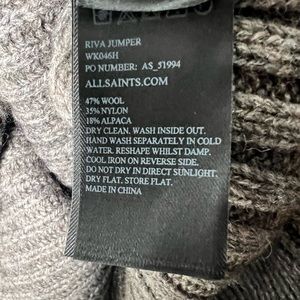 RIVA JUMPER
WK046H
PO NUMBER: AS_51994
ALLSAINTS.COM
47% WOOL
35% NYLON
18% ALPACA
DRY CLEAN. WASH INSIDE OUT.
HAND WASH SEPARATELY IN COLD
WATER. RESHAPE WHILST DAMP.
COOL IRON ON REVERSE SIDE.
DO NOT DRY IN DIRECT SUNLIGHT.
DRY FLAT. STORE FLAT.
MADE IN CHINA